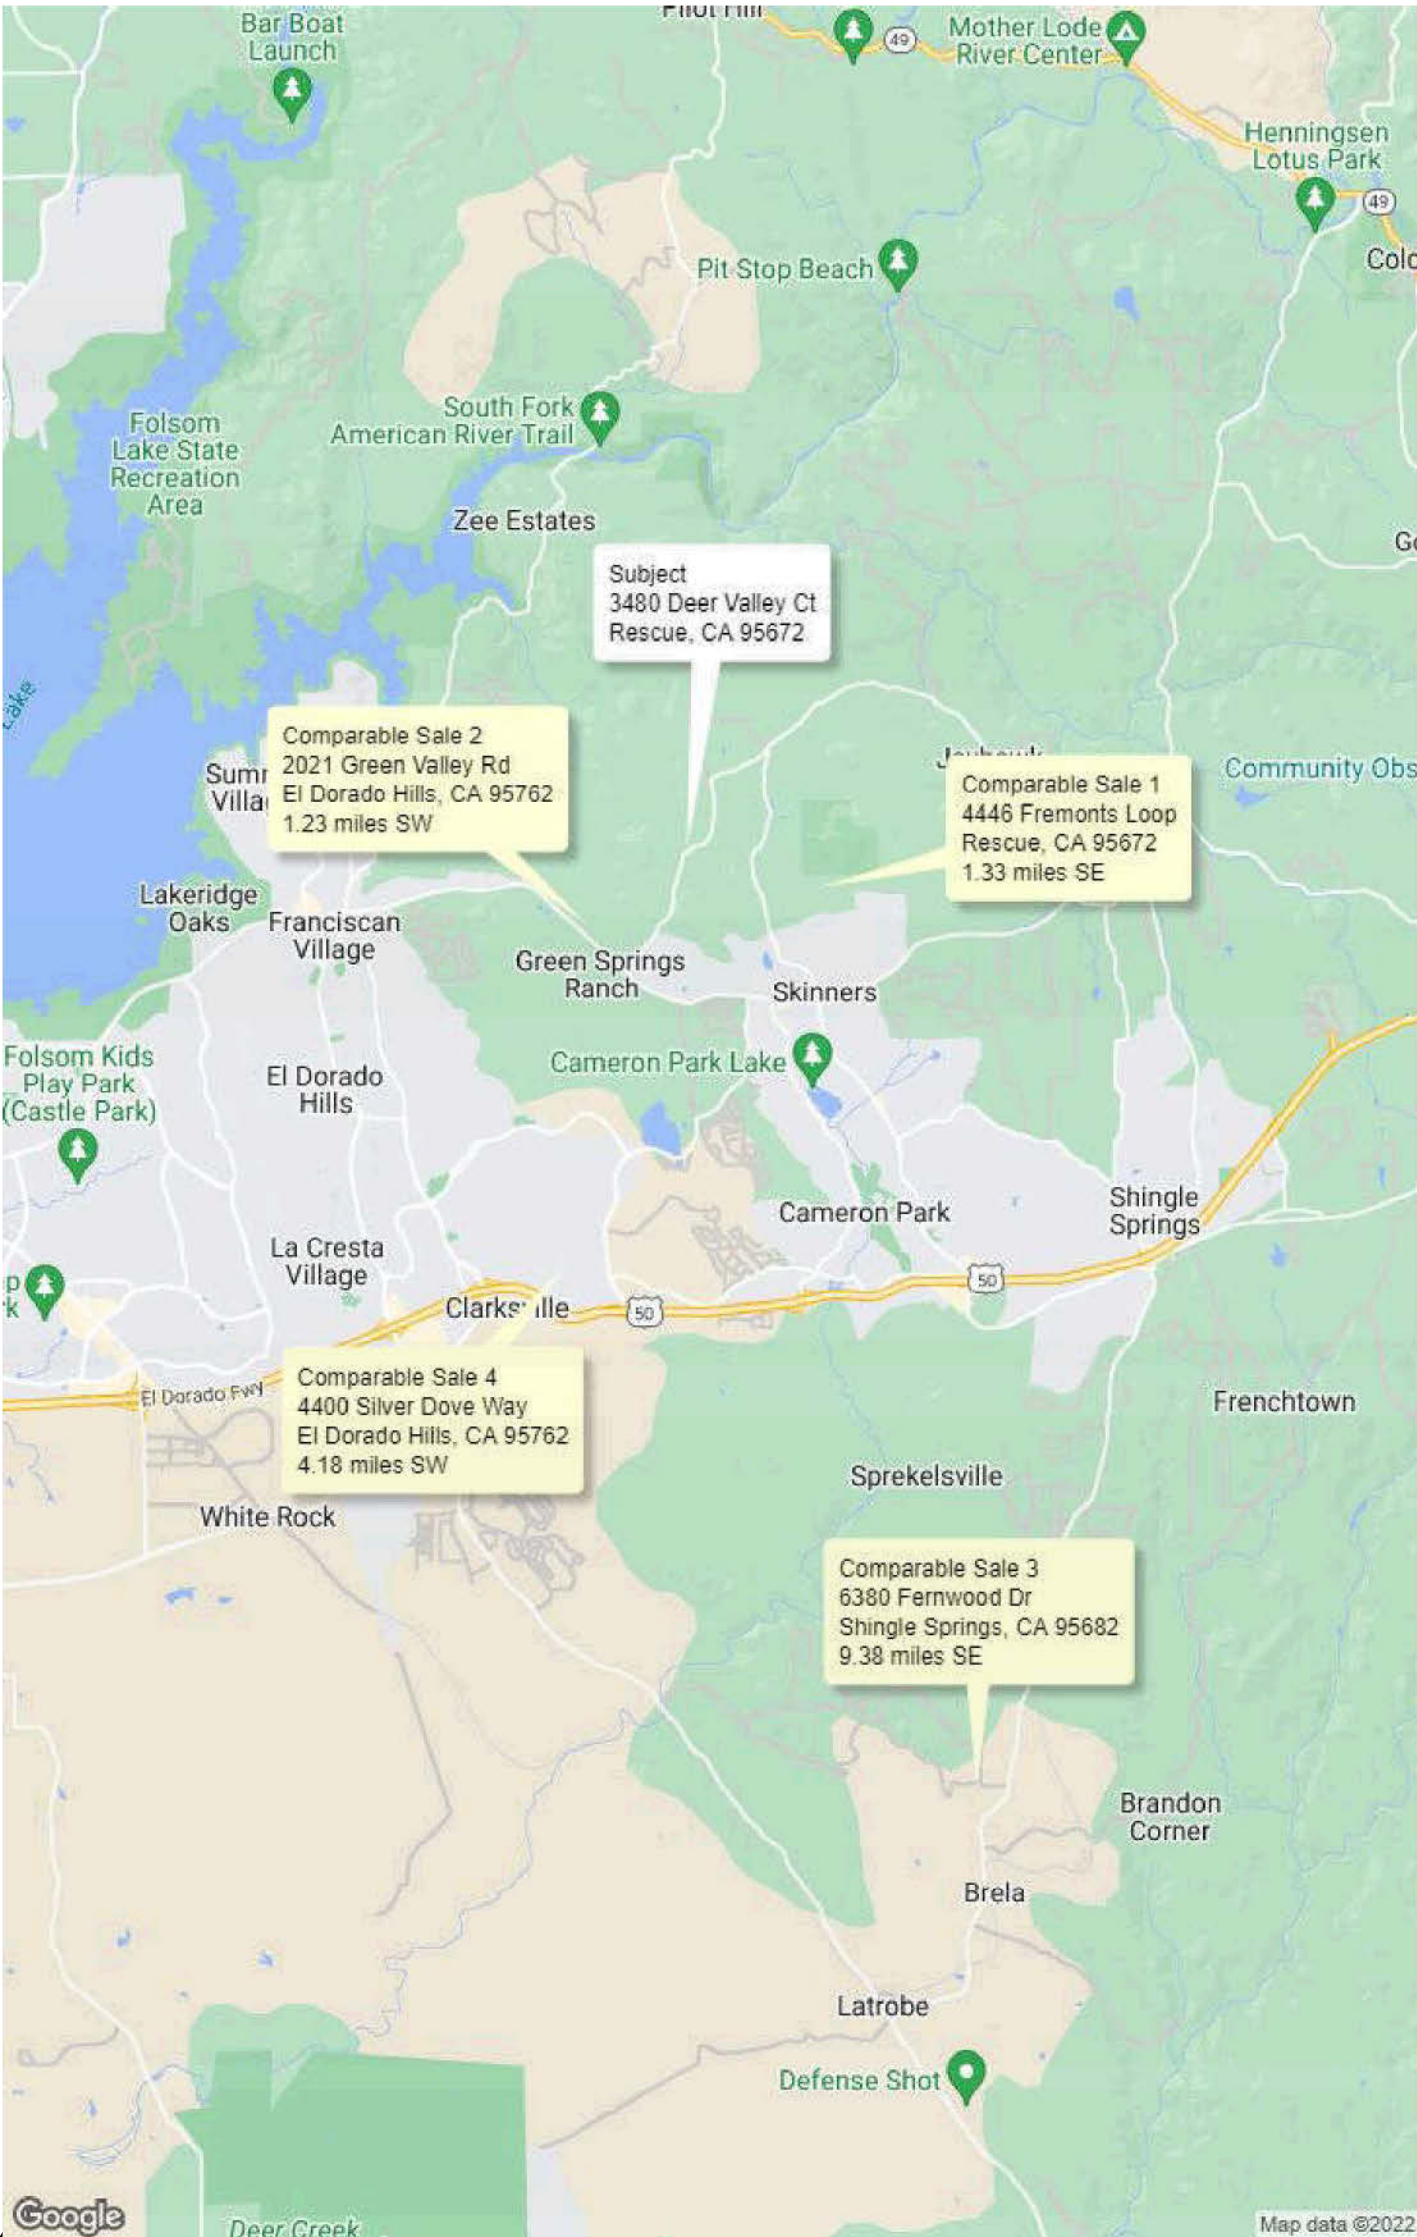 Pilot Hill
Bar Boat
Launch
49
Mother Lode
River Center
Henningsen
Lotus Park
49
Pit Stop Beach
South Fork
American River Trail
Folsom
Lake State
Recreation
Area
Zee Estates
Subject
3480 Deer Valley Ct
Rescue, CA 95672
Lake
Comparable Sale 2
2021 Green Valley Rd
El Dorado Hills, CA 95762
1.23 miles SW
Comparable Sale 1
4446 Fremonts Loop
Rescue, CA 95672
1.33 miles SE
Community Obs
Lakeridge
Oaks
Franciscan
Village
Green Springs
Ranch
Skinners
Folsom Kids
Play Park
(Castle Park)
El Dorado
Hills
Cameron Park Lake
Cameron Park
Shingle
Springs
La Cresta
Village
Clarksville
50
50
El Dorado Fwy
Comparable Sale 4
4400 Silver Dove Way
El Dorado Hills, CA 95762
4.18 miles SW
Frenchtown
Sprekelsville
White Rock
Comparable Sale 3
6380 Fernwood Dr
Shingle Springs, CA 95682
9.38 miles SE
Brandon
Corner
Brela
Latrobe
Defense Shot
Google
Deer Creek
Map data ©2022